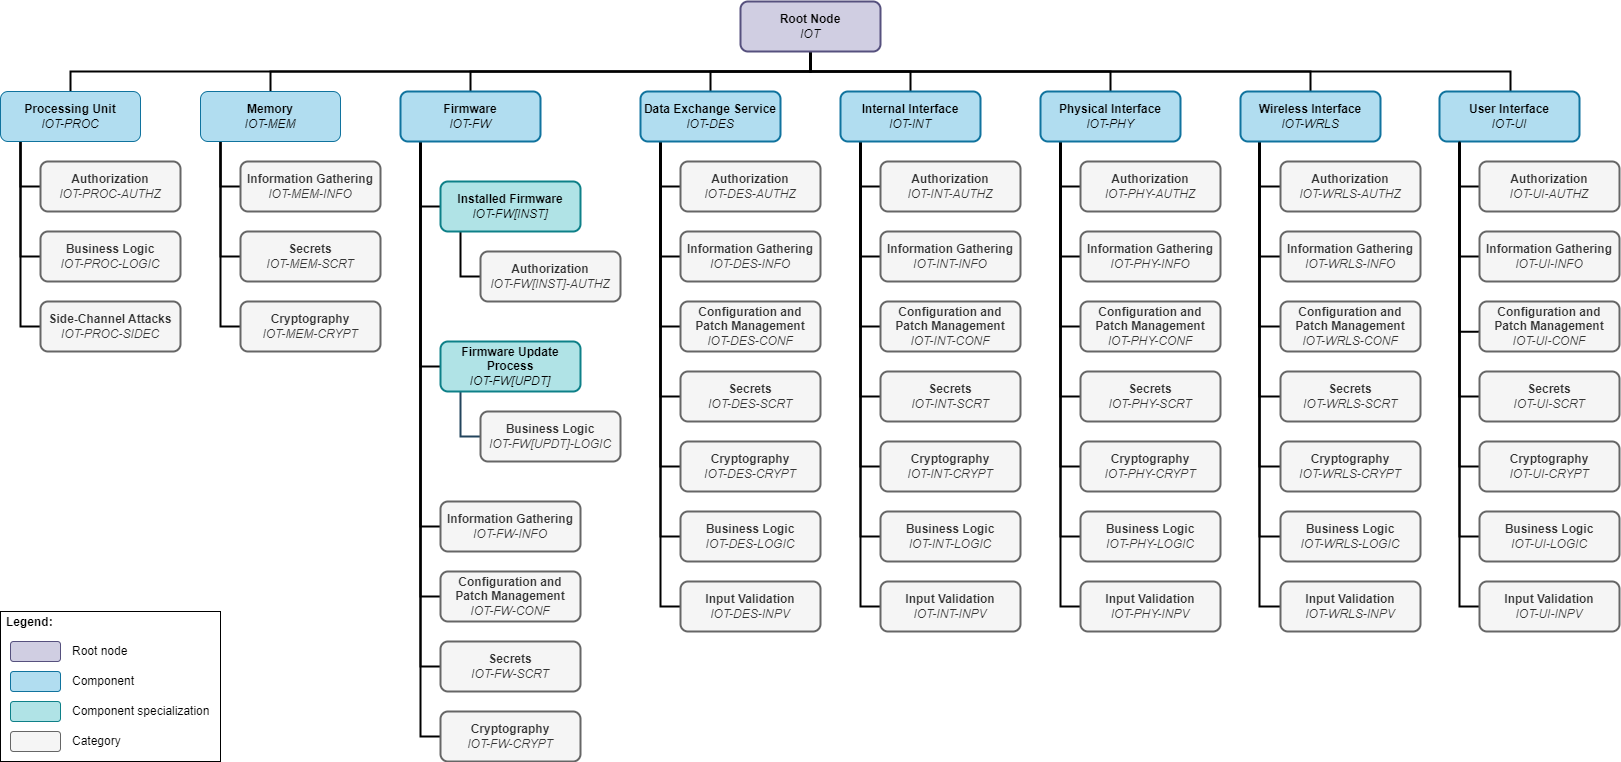 Root Node
IOT
Processing Unit
IOT-PROC
Authorization
IOT-PROC-AUTHZ
Business Logic
IOT-PROC-LOGIC
Side-Channel Attacks
IOT-PROC-SIDEC
Memory
IOT-MEM
Information Gathering
IOT-MEM-INFO
Secrets
IOT-MEM-SCRT
Cryptography
IOT-MEM-CRYPT
Firmware
IOT-FW
Installed Firmware
IOT-FW[INST]
Authorization
IOT-FW[INST]-AUTHZ
Firmware Update
Process
IOT-FW[UPDT]
Business Logic
IOT-FW[UPDT]-LOGIC
Information Gathering
IOT-FW-INFO
Configuration and
Patch Management
IOT-FW-CONF
Secrets
IOT-FW-SCRT
Cryptography
IOT-FW-CRYPT
Data Exchange Service
IOT-DES
Authorization
IOT-DES-AUTHZ
Information Gathering
IOT-DES-INFO
Configuration and
Patch Management
IOT-DES-CONF
Secrets
IOT-DES-SCRT
Cryptography
IOT-DES-CRYPT
Business Logic
IOT-DES-LOGIC
Input Validation
IOT-DES-INPV
Internal Interface
IOT-INT
Authorization
IOT-INT-AUTHZ
Information Gathering
IOT-INT-INFO
Configuration and
Patch Management
IOT-INT-CONF
Secrets
IOT-INT-SCRT
Cryptography
IOT-INT-CRYPT
Business Logic
IOT-INT-LOGIC
Input Validation
IOT-INT-INPV
Physical Interface
IOT-PHY
Authorization
IOT-PHY-AUTHZ
Information Gathering
IOT-PHY-INFO
Configuration and
Patch Management
IOT-PHY-CONF
Secrets
IOT-PHY-SCRT
Cryptography
IOT-PHY-CRYPT
Business Logic
IOT-PHY-LOGIC
Input Validation
IOT-PHY-INPV
Wireless Interface
IOT-WRLS
Authorization
IOT-WRLS-AUTHZ
Information Gathering
IOT-WRLS-INFO
Configuration and
Patch Management
IOT-WRLS-CONF
Secrets
IOT-WRLS-SCRT
Cryptography
IOT-WRLS-CRYPT
Business Logic
IOT-WRLS-LOGIC
Input Validation
IOT-WRLS-INPV
User Interface
IOT-UI
Authorization
IOT-UI-AUTHZ
Information Gathering
IOT-UI-INFO
Configuration and
Patch Management
IOT-UI-CONF
Secrets
IOT-UI-SCRT
Cryptography
IOT-UI-CRYPT
Business Logic
IOT-UI-LOGIC
Input Validation
IOT-UI-INPV
Legend:
Root node
Component
Component specialization
Category